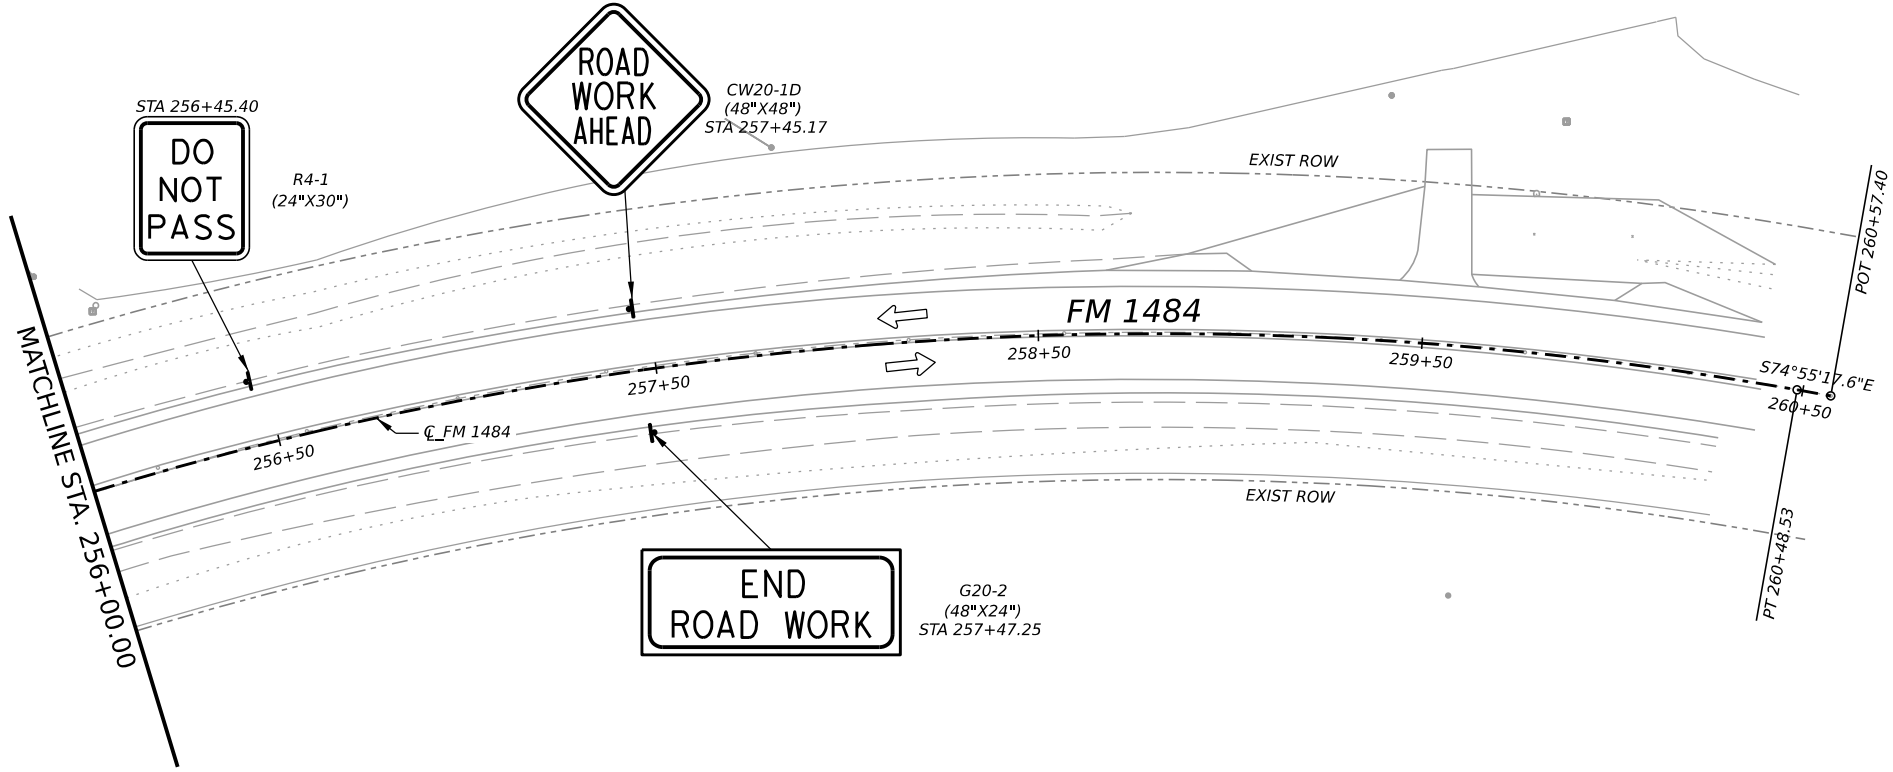 STA 256+45.40
DO
NOT
PASS
R4-1
(24"X30")
ROAD
WORK
AHEAD
CW20-1D
(48"X48")
STA 257+45.17
EXIST ROW
POT 260+57.40
MATCHLINE STA. 256+00.00
FM 1484
256+50
257+50
258+50
259+50
260+50
S74°55'17.6"E
℄ FM 1484
EXIST ROW
PT 260+48.53
END
ROAD WORK
G20-2
(48"X24")
STA 257+47.25